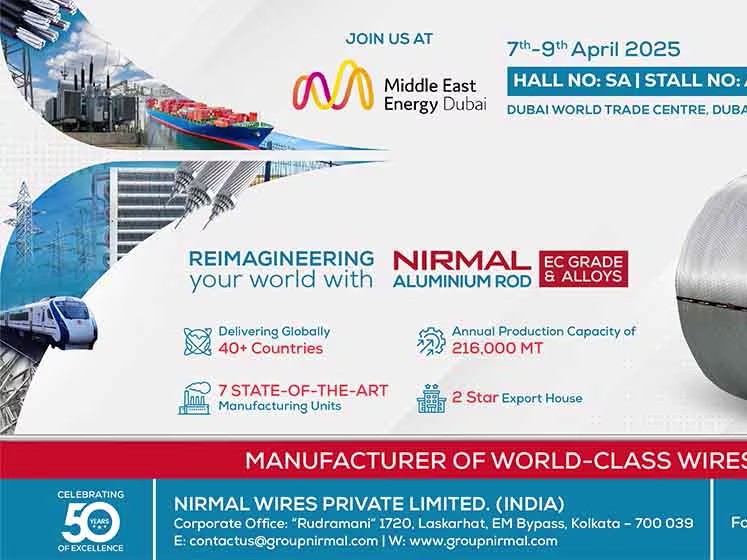 JOIN US AT
Middle East
Energy Dubai
7th-9th April 2025
HALL NO: SA | STALL NO:
DUBAI WORLD TRADE CENTRE,
REIMAGINEERING
your world with
NIRMAL
ALUMINIUM ROD
EC GRADE
& ALLOYS
Delivering Globally
40+ Countries
Annual Production Capacity of
216,000 MT
7 STATE-OF-THE-ART
Manufacturing Units
2 Star Export House
MANUFACTURER OF WORLD-CLASS WIRES
CELEBRATING
50
YEARS
OF EXCELLENCE
NIRMAL WIRES PRIVATE LIMITED. (INDIA)
Corporate Office: "Rudramani" 1720, Laskarhat, EM Bypass, Kolkata – 700 039
E: contactus@groupnirmal.com | W: www.groupnirmal.com